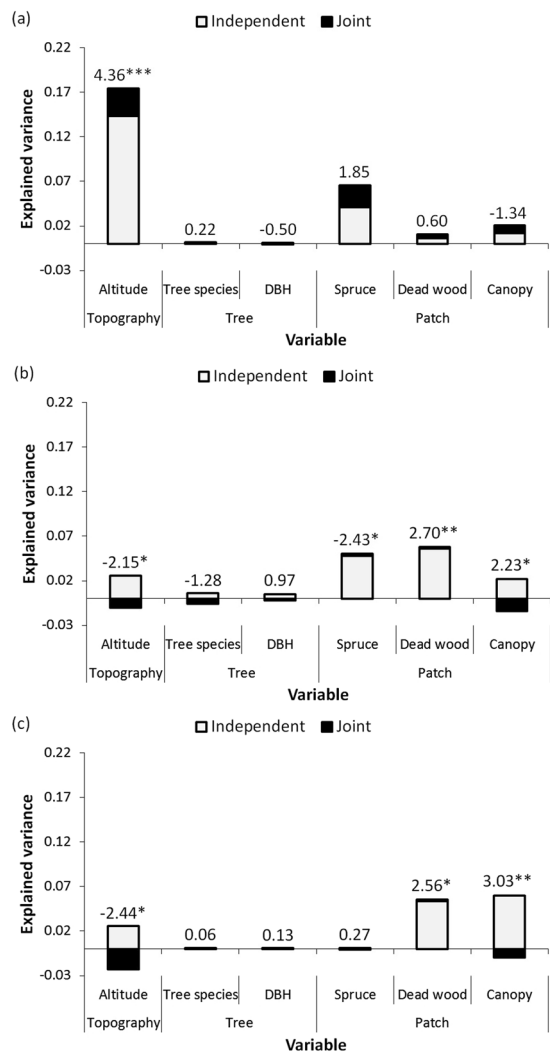 (a)
Independent Joint
Explained variance
0.22
0.17
0.12
0.07
0.02
-0.03
4.36***
0.22
-0.50
1.85
0.60
-1.34
Altitude Tree species DBH Spruce Dead wood Canopy
Topography Tree Patch
Variable
(b)
Independent Joint
Explained variance
0.22
0.17
0.12
0.07
0.02
-0.03
-2.15*
-1.28
0.97
-2.43*
2.70**
2.23*
Altitude Tree species DBH Spruce Dead wood Canopy
Topography Tree Patch
Variable
(c)
Independent Joint
Explained variance
0.22
0.17
0.12
0.07
0.02
-0.03
-2.44*
0.06
0.13
0.27
2.56*
3.03**
Altitude Tree species DBH Spruce Dead wood Canopy
Topography Tree Patch
Variable